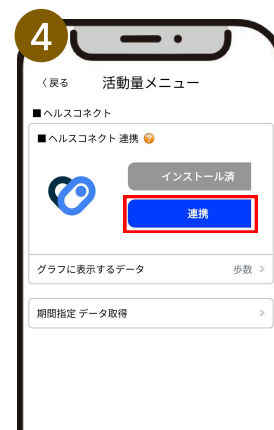 4
〈戻る 活動量メニュー
■ヘルスコネクト
■ヘルスコネクト 連携 ?
インストール済
連携
グラフに表示するデータ 歩数 >
期間指定 データ取得 >